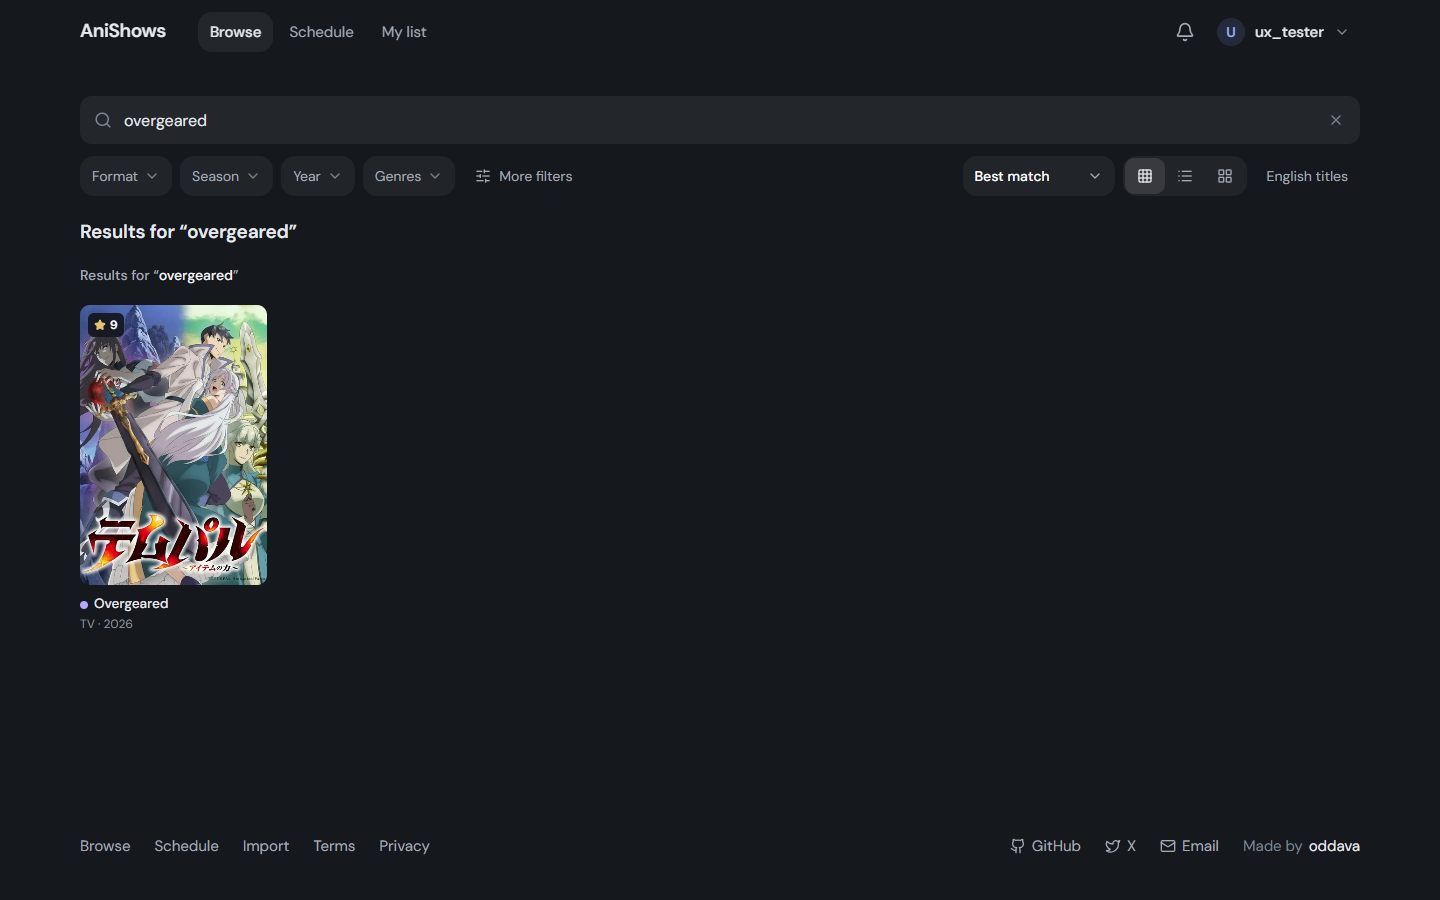 AniShows Browse Schedule My list U ux_tester
overgeared
Format Season Year Genres More filters Best match English titles
Results for “overgeared”
Results for “overgeared”
9
テムパル
~アイテムの力~
Overgeared
TV · 2026
Browse Schedule Import Terms Privacy GitHub X Email Made by oddava